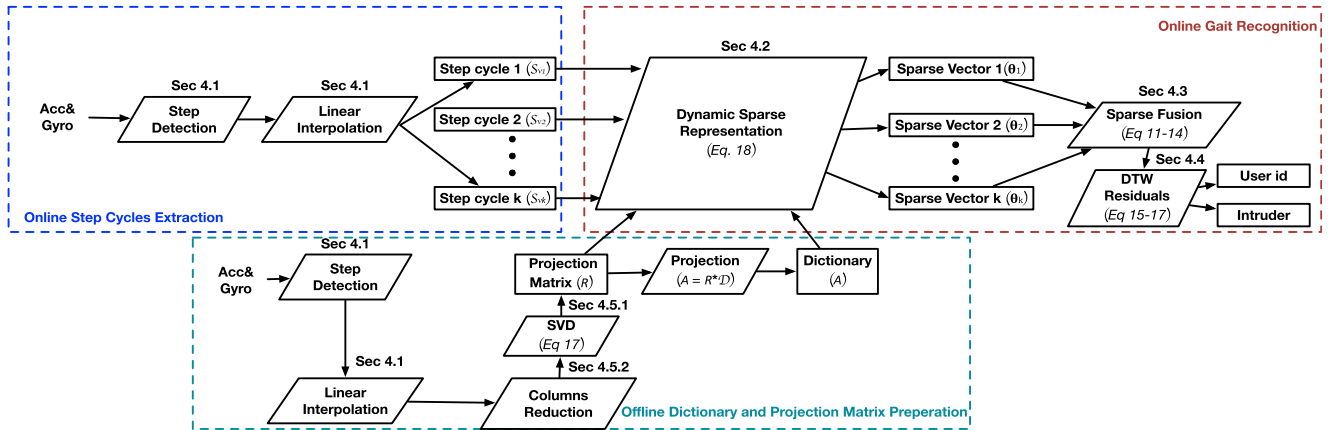 Online Gait Recognition
Sec 4.1
Sec 4.1
Sec 4.2
Acc&
Gyro
Step
Detection
Linear
Interpolation
Step cycle 1 (Sv1)
Step cycle 2 (Sv2)
Step cycle k (Svk)
Dynamic Sparse
Representation
(Eq. 18)
Sparse Vector 1(θ1)
Sparse Vector 2 (θ2)
Sparse Vector k (θk)
Sec 4.3
Sparse Fusion
(Eq 11-14)
Sec 4.4
DTW
Residuals
(Eq 15-17)
User id
Intruder
Online Step Cycles Extraction
Sec 4.1
Acc&
Gyro
Step
Detection
Sec 4.1
Linear
Interpolation
Sec 4.5.2
Columns
Reduction
Sec 4.5.1
SVD
(Eq 17)
Projection
Matrix (R)
Projection
(A = R*D)
Dictionary
(A)
Offline Dictionary and Projection Matrix Preperation